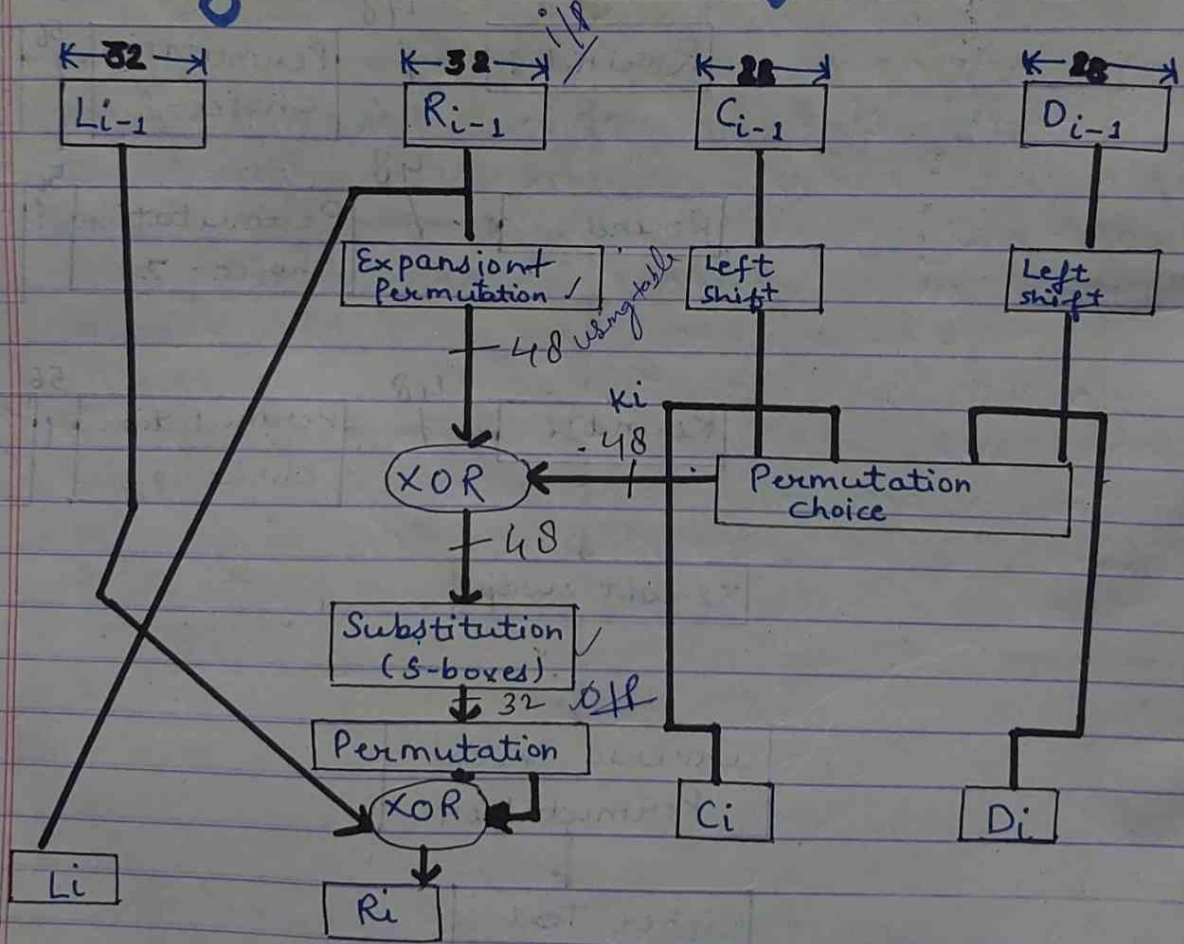 i/p
32
32
28
28
Li-1
Ri-1
Ci-1
Di-1
Expansiont
Permutation ✓
using table
Left
shift
Left
shift
48
Ki
48
XOR
Permutation
choice
48
Substitution ✓
(S-boxes)
32 O/P
Permutation
XOR
Ci
Di
Li
Ri